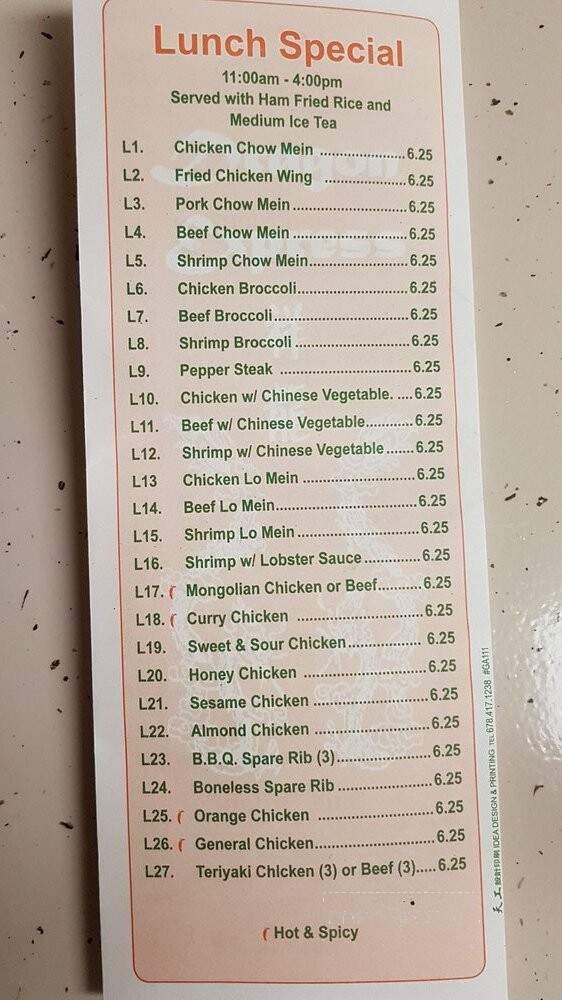 Lunch Special
11:00am - 4:00pm
Served with Ham Fried Rice and
Medium Ice Tea
L1. Chicken Chow Mein ......................6.25
L2. Fried Chicken Wing .....................6.25
L3. Pork Chow Mein.............................6.25
L4. Beef Chow Mein.............................6.25
L5. Shrimp Chow Mein.........................6.25
L6. Chicken Broccoli............................6.25
L7. Beef Broccoli..................................6.25
L8. Shrimp Broccoli .............................6.25
L9. Pepper Steak .................................6.25
L10. Chicken w/ Chinese Vegetable. ....6.25
L11. Beef w/ Chinese Vegetable............6.25
L12. Shrimp w/ Chinese Vegetable .......6.25
L13 Chicken Lo Mein ............................6.25
L14. Beef Lo Mein...................................6.25
L15. Shrimp Lo Mein..............................6.25
L16. Shrimp w/ Lobster Sauce..............6.25
L17. Mongolian Chicken or Beef...........6.25
L18. Curry Chicken ...............................6.25
L19. Sweet & Sour Chicken................... 6.25
L20. Honey Chicken ..............................6.25
L21. Sesame Chicken ............................6.25
L22. Almond Chicken ............................6.25
L23. B.B.Q. Spare Rib (3).......................6.25
L24. Boneless Spare Rib .......................6.25
L25. Orange Chicken ............................6.25
L26. General Chicken.............................6.25
L27. Teriyaki Chicken (3) or Beef (3).....6.25
Hot & Spicy
天工設計印刷 IDEA DESIGN & PRINTING TEL 678.417.1238 #GA111
Dragon
Express